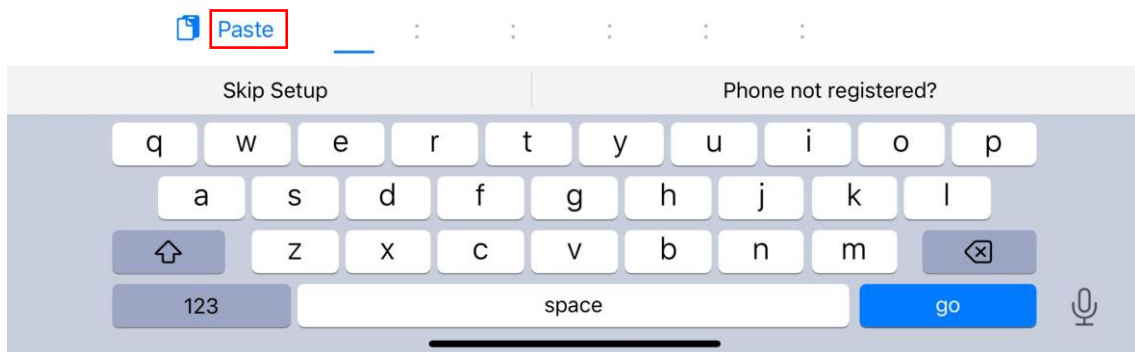 Paste : : : : :
Skip Setup Phone not registered?
q w e r t y u i o p
a s d f g h j k l
z x c v b n m
123 space go